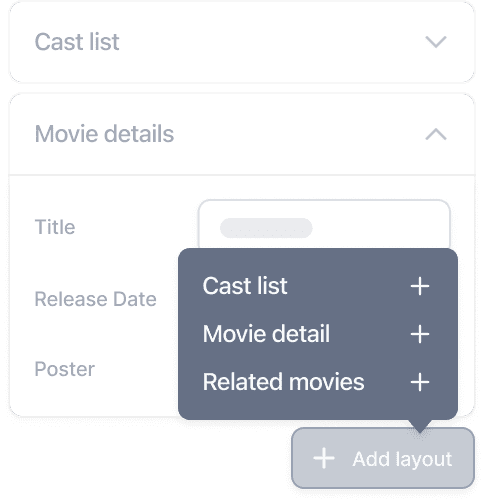 Cast list
Movie details
Title
Release Date
Poster
Cast list
Movie detail
Related movies
Add layout